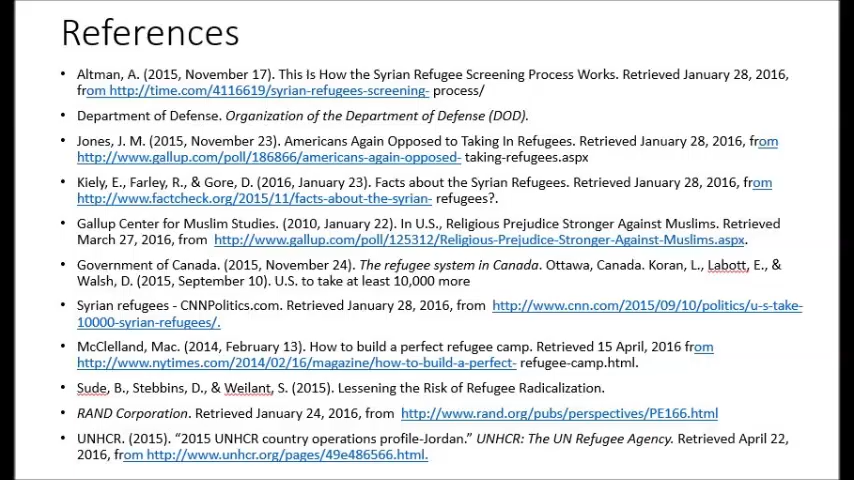 References
• Altman, A. (2015, November 17). This Is How the Syrian Refugee Screening Process Works. Retrieved January 28, 2016,
from http://time.com/4116619/syrian-refugees-screening- process/
• Department of Defense. Organization of the Department of Defense (DOD).
• Jones, J. M. (2015, November 23). Americans Again Opposed to Taking In Refugees. Retrieved January 28, 2016, from
http://www.gallup.com/poll/186866/americans-again-opposed- taking-refugees.aspx
• Kiely, E., Farley, R., & Gore, D. (2016, January 23). Facts about the Syrian Refugees. Retrieved January 28, 2016, from
http://www.factcheck.org/2015/11/facts-about-the-syrian- refugees?.
• Gallup Center for Muslim Studies. (2010, January 22). In U.S., Religious Prejudice Stronger Against Muslims. Retrieved
March 27, 2016, from http://www.gallup.com/poll/125312/Religious-Prejudice-Stronger-Against-Muslims.aspx.
• Government of Canada. (2015, November 24). The refugee system in Canada. Ottawa, Canada. Koran, L., Labott, E., &
Walsh, D. (2015, September 10). U.S. to take at least 10,000 more
• Syrian refugees - CNNPolitics.com. Retrieved January 28, 2016, from http://www.cnn.com/2015/09/10/politics/u-s-take-
10000-syrian-refugees/.
• McClelland, Mac. (2014, February 13). How to build a perfect refugee camp. Retrieved 15 April, 2016 from
http://www.nytimes.com/2014/02/16/magazine/how-to-build-a-perfect- refugee-camp.html.
• Sude, B., Stebbins, D., & Weilant, S. (2015). Lessening the Risk of Refugee Radicalization.
• RAND Corporation. Retrieved January 24, 2016, from http://www.rand.org/pubs/perspectives/PE166.html
• UNHCR. (2015). “2015 UNHCR country operations profile-Jordan.” UNHCR: The UN Refugee Agency. Retrieved April 22,
2016, from http://www.unhcr.org/pages/49e486566.html.